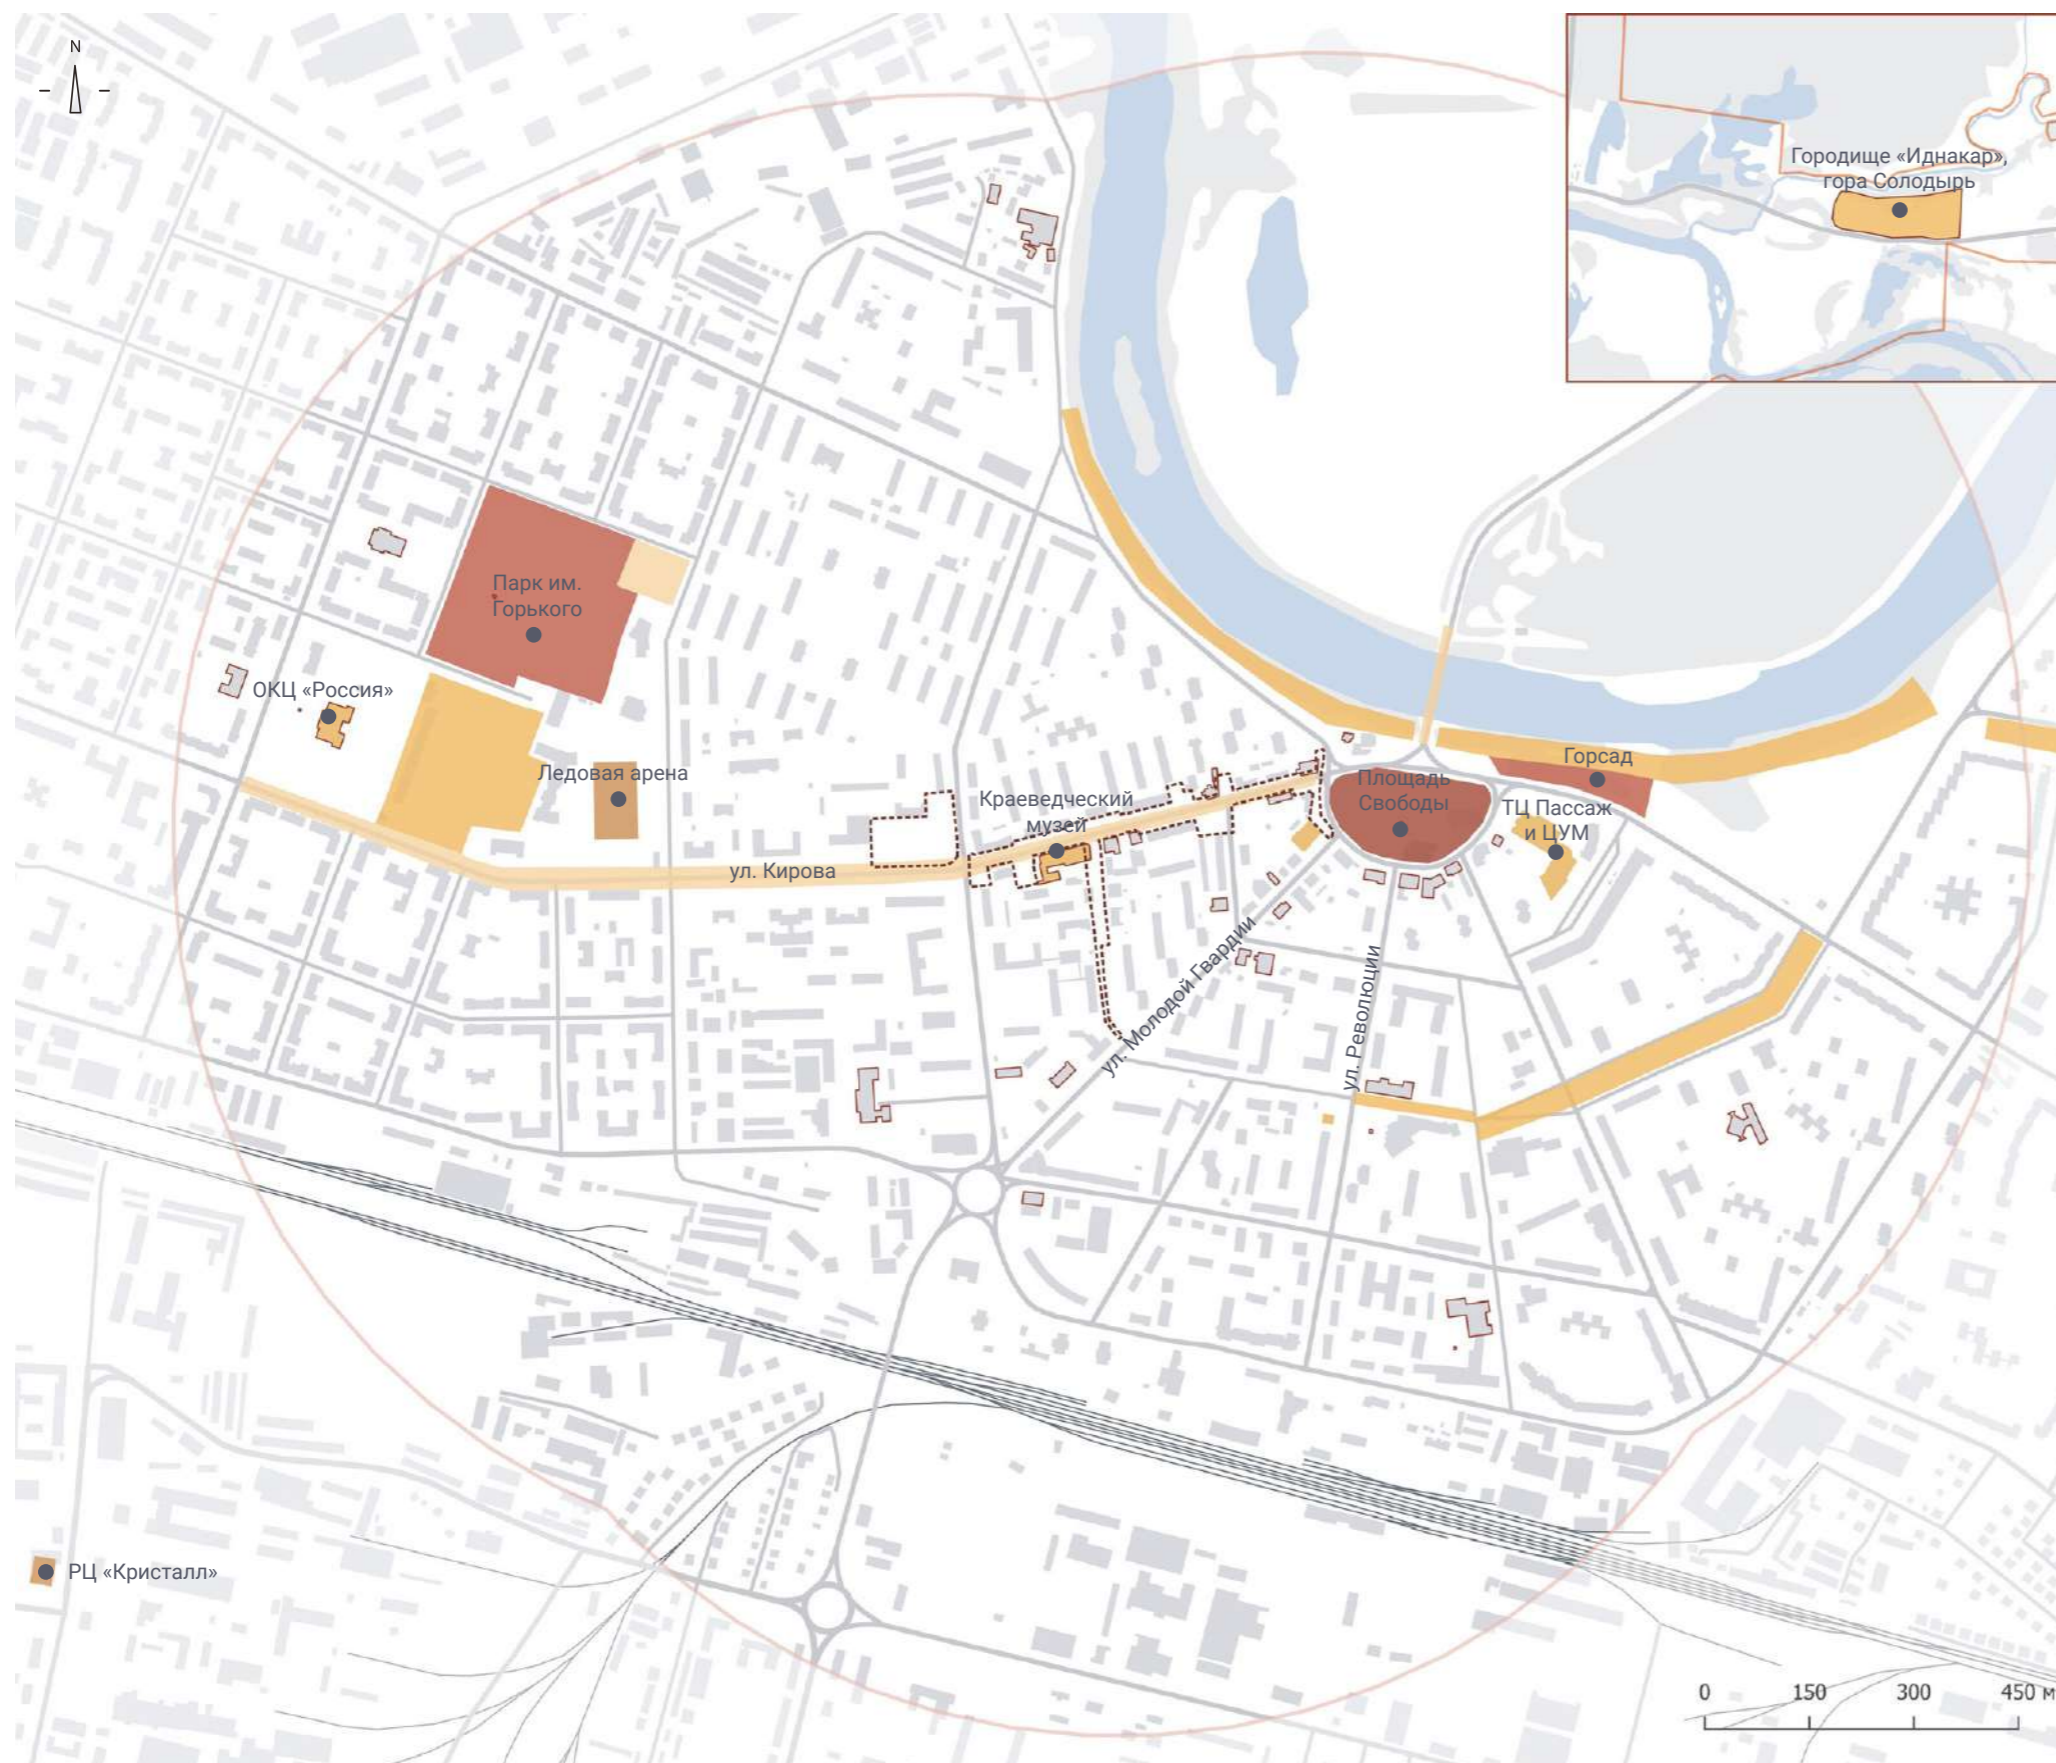 N
Городище «Иднакар»,
гора Солодырь
Парк им.
Горького
ОКЦ «Россия»
Ледовая арена
Краеведческий
музей
Площадь
Свободы
Горсад
ТЦ Пассаж
и ЦУМ
ул. Кирова
ул. Молодой Гвардии
ул. Революции
РЦ «Кристалл»
0 150 300 450 м